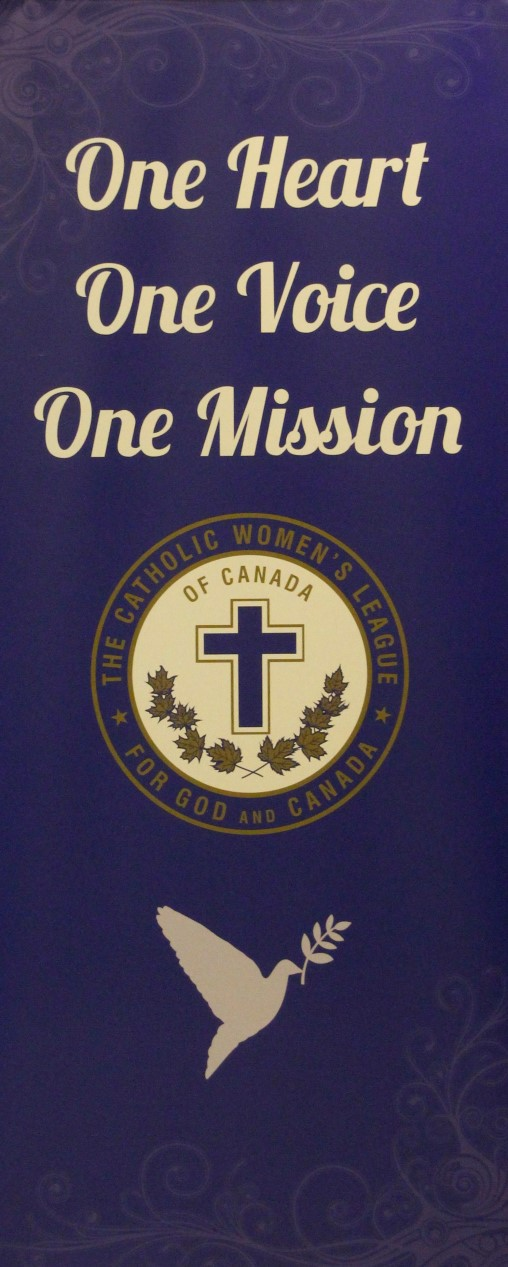 One Heart
One Voice
One Mission
THE CATHOLIC WOMEN'S LEAGUE
OF CANADA
FOR GOD AND CANADA